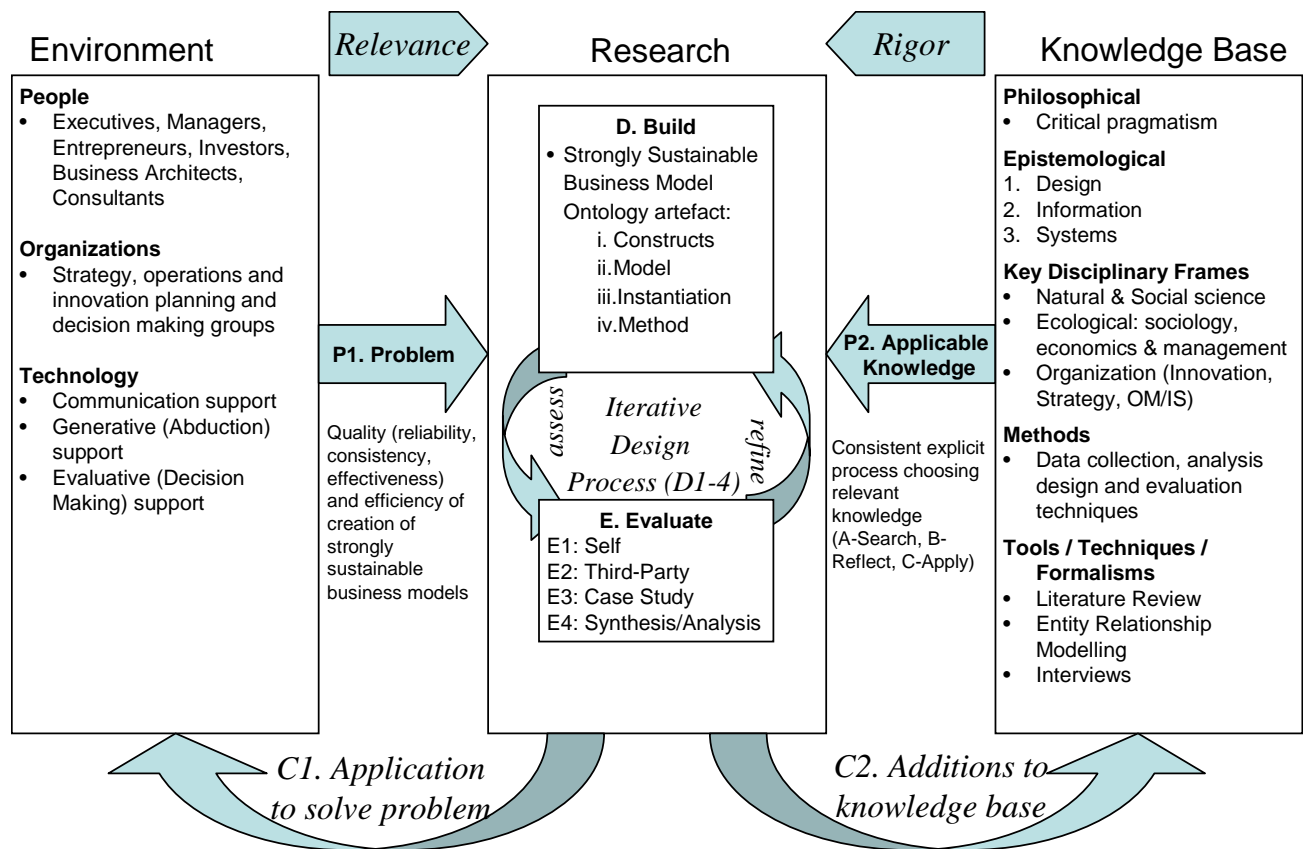 Environment
Relevance
Research
Rigor
Knowledge Base
People
• Executives, Managers,
Entrepreneurs, Investors,
Business Architects,
Consultants
Organizations
• Strategy, operations and
innovation planning and
decision making groups
Technology
• Communication support
• Generative (Abduction)
support
• Evaluative (Decision
Making) support
P1. Problem
Quality (reliability,
consistency,
effectiveness)
and efficiency of
creation of
strongly
sustainable
business models
D. Build
• Strongly Sustainable
Business Model
Ontology artefact:
i. Constructs
ii.Model
iii.Instantiation
iv.Method
assess
Iterative
Design
Process (D1-4)
refine
E. Evaluate
E1: Self
E2: Third-Party
E3: Case Study
E4: Synthesis/Analysis
P2. Applicable
Knowledge
Consistent explicit
process choosing
relevant
knowledge
(A-Search, B-
Reflect, C-Apply)
Philosophical
• Critical pragmatism
Epistemological
1. Design
2. Information
3. Systems
Key Disciplinary Frames
• Natural & Social science
• Ecological: sociology,
economics & management
• Organization (Innovation,
Strategy, OM/IS)
Methods
• Data collection, analysis
design and evaluation
techniques
Tools / Techniques /
Formalisms
• Literature Review
• Entity Relationship
Modelling
• Interviews
C1. Application
to solve problem
C2. Additions to
knowledge base